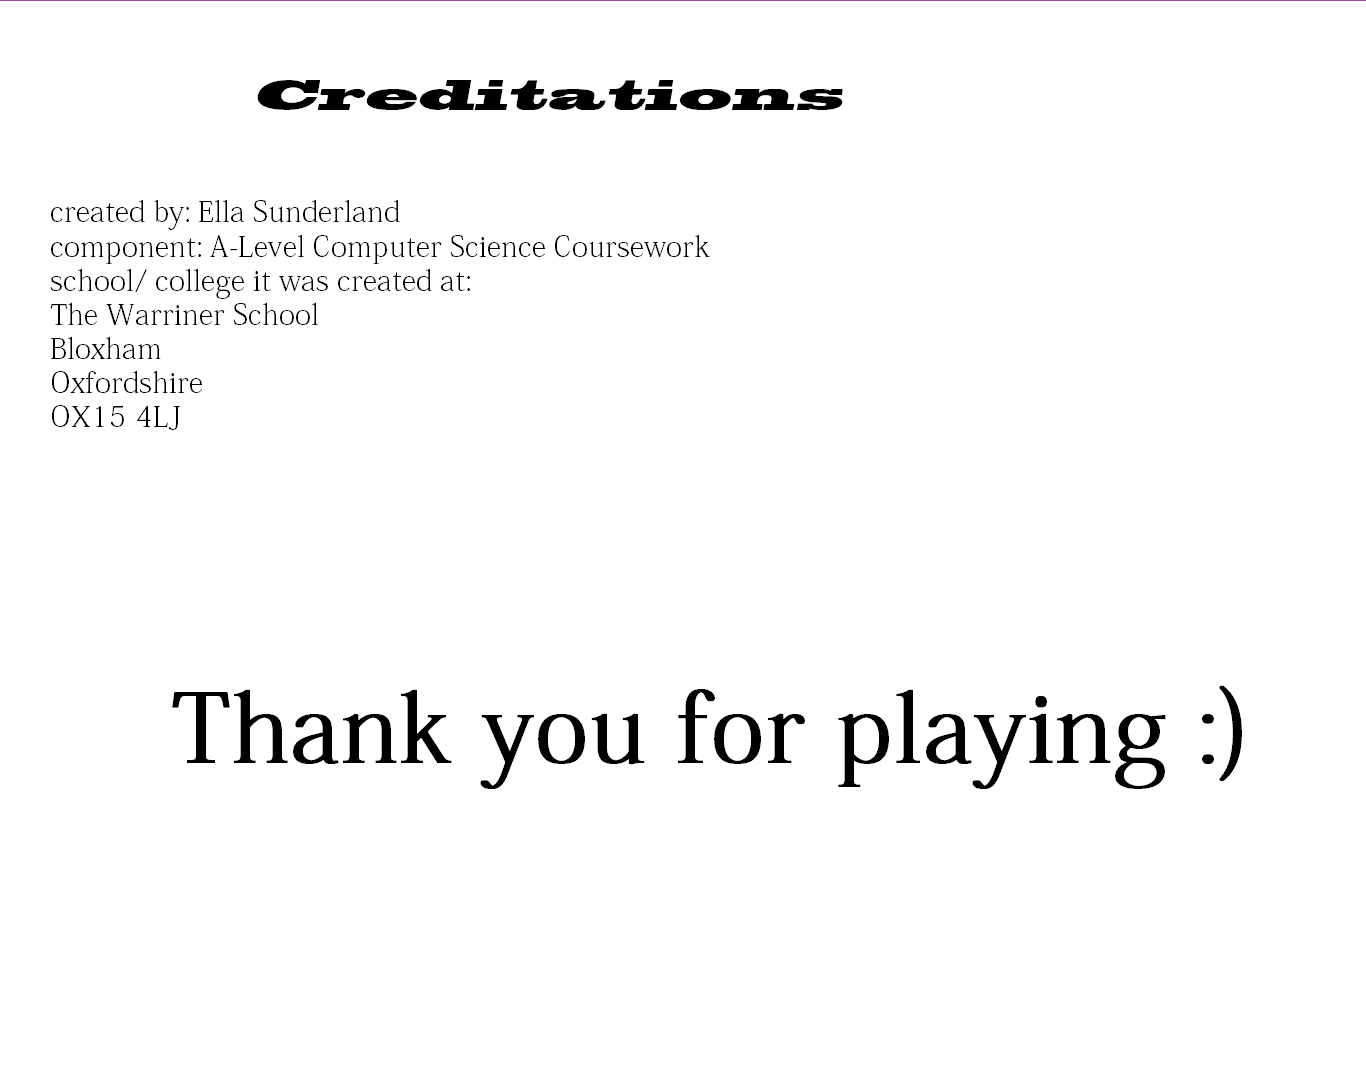 Creditations
created by: Ella Sunderland
component: A-Level Computer Science Coursework
school/ college it was created at:
The Warriner School
Bloxham
Oxfordshire
OX15 4LJ
Thank you for playing :)